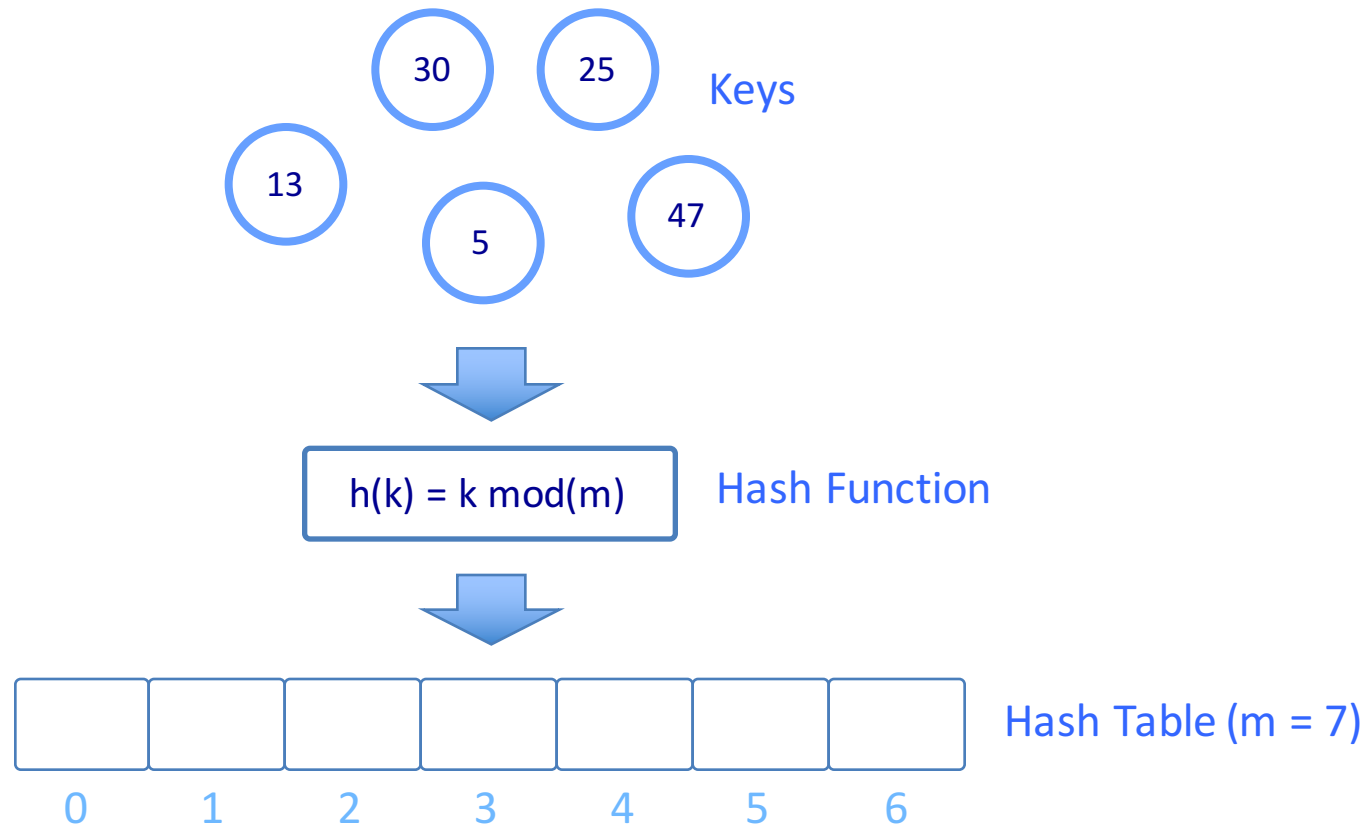 30
25
Keys
13
47
5
h(k) = k mod(m)
Hash Function
Hash Table (m = 7)
0 1 2 3 4 5 6